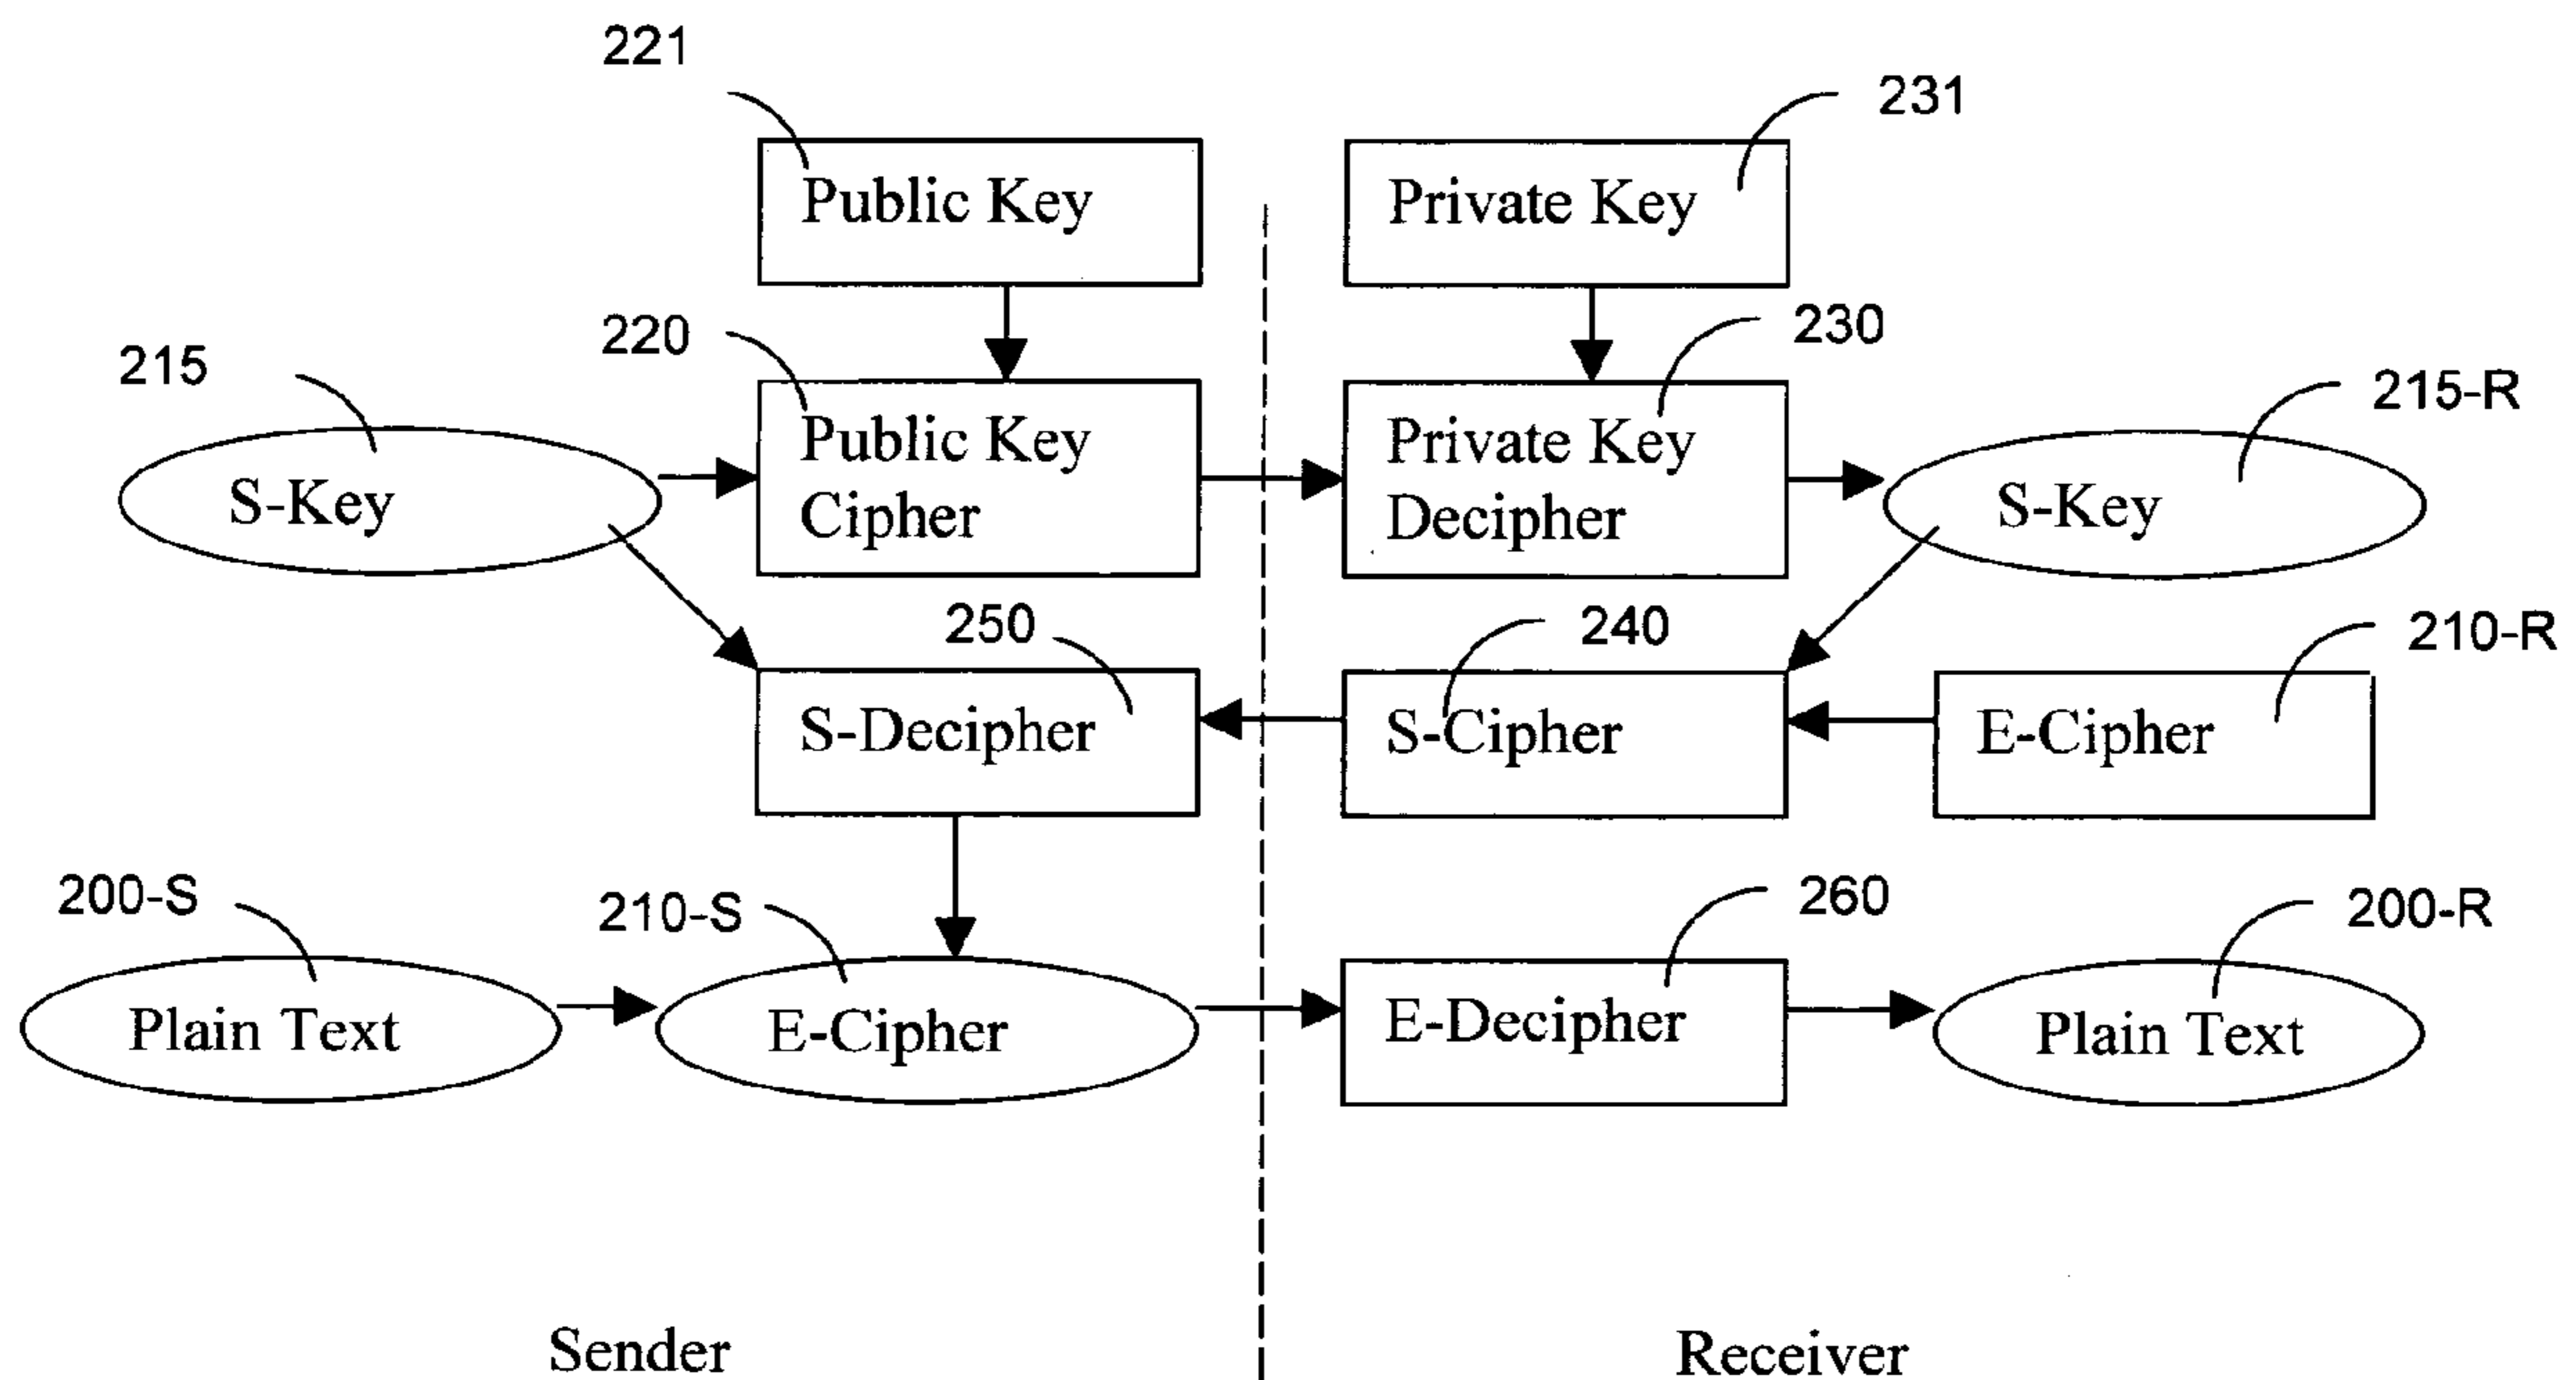 221
231
Public Key
Private Key
220
230
215
215-R
Public Key
Cipher
Private Key
Decipher
S-Key
S-Key
250
240
210-R
S-Decipher
S-Cipher
E-Cipher
200-S
210-S
260
200-R
Plain Text
E-Cipher
E-Decipher
Plain Text
Sender
Receiver